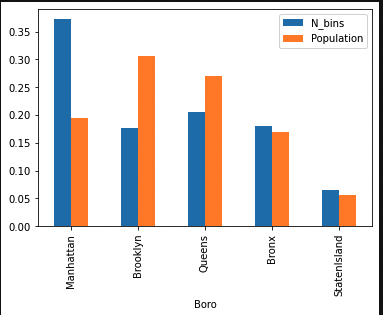 N_bins
Population
0.35
0.30
0.25
0.20
0.15
0.10
0.05
0.00
Manhattan
Brooklyn
Queens
Bronx
StatenIsland
Boro